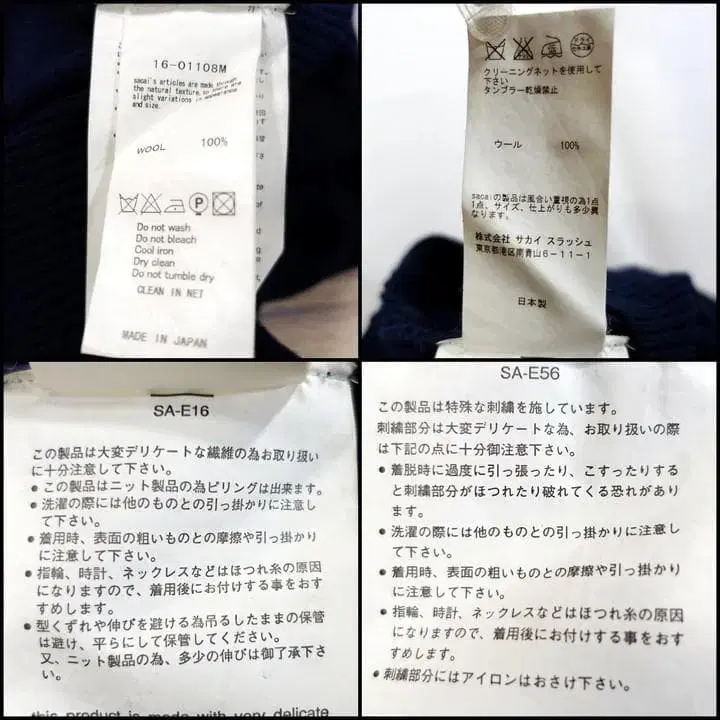 16-01108M
sacai's articles are made through
the natural texture, so there are
slight variations in appearance
and size.
WOOL 100%
P
Do not wash
Do not bleach
Cool iron
Dry clean
Do not tumble dry
CLEAN IN NET
MADE IN JAPAN
ドライ
クリーニングネットを使用して
下さい
タンブラー乾燥禁止
ウール 100%
sacaiの製品は風合い重視の為1点
1点、サイズ、仕上がりも多少異
なります。
株式会社 サカイ スラッシュ
東京都港区南青山6-11-1
日本製
SA-E16
この製品は大変デリケートな繊維の為お取り扱い
に十分注意して下さい。
●この製品はニット製品の為ピリングは出来ます。
●洗濯の際には他のものとの引っ掛かりに注意し
て下さい。
●着用時、表面の粗いものとの摩擦や引っ掛かり
に注意して下さい。
●指輪、時計、ネックレスなどはほつれ糸の原因
になりますので、着用後にお付けする事をおす
すめします。
●型くずれや伸びを避ける為吊るしたままの保管
は避け、平らにして保管してください。
又、ニット製品の為、多少の伸びは御了承下さ
い。
this product is made with very delicate
SA-E56
この製品は特殊な刺繍を施しています。
刺繍部分は大変デリケートな為、お取り扱いの際
は下記の点に十分御注意下さい。
●着脱時に過度に引っ張ったり、こすったりする
と刺繍部分がほつれたり破れてくる恐れがあり
ます。
●洗濯の際には他のものとの引っ掛かりに注意し
て下さい。
●着用時、表面の粗いものとの摩擦や引っ掛かり
に注意して下さい。
●指輪、時計、ネックレスなどはほつれ糸の原因
になりますので、着用後にお付けする事をおす
すめします。
●刺繍部分にはアイロンはおさけ下さい。